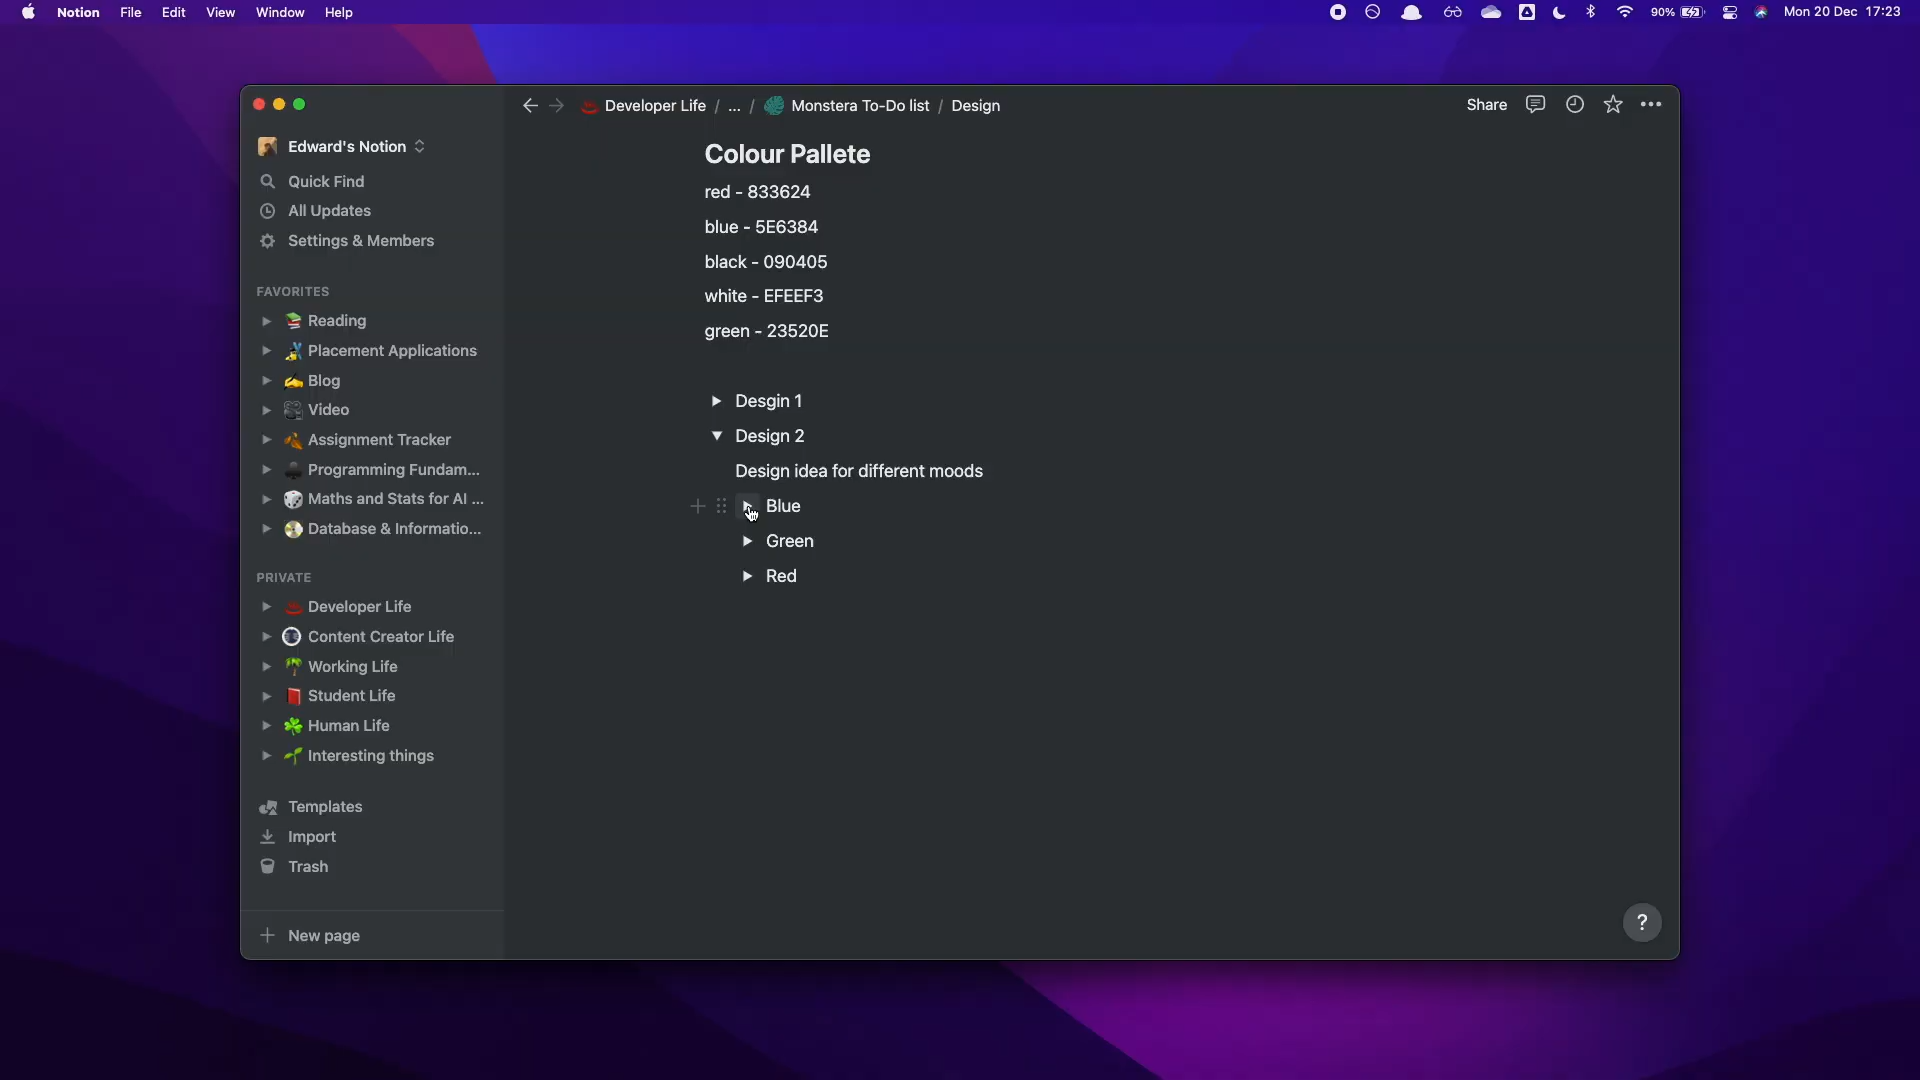 Notion File Edit View Window Help
90% Mon 20 Dec 17:23
Developer Life / ... / Monstera To-Do list / Design
Share
Edward's Notion
Quick Find
All Updates
Settings & Members
FAVORITES
Reading
Placement Applications
Blog
Video
Assignment Tracker
Programming Fundam...
Maths and Stats for AI ...
Database & Informatio...
PRIVATE
Developer Life
Content Creator Life
Working Life
Student Life
Human Life
Interesting things
Templates
Import
Trash
New page
Colour Pallete
red - 833624
blue - 5E6384
black - 090405
white - EFEEF3
green - 23520E
Desgin 1
Design 2
Design idea for different moods
Blue
Green
Red
?